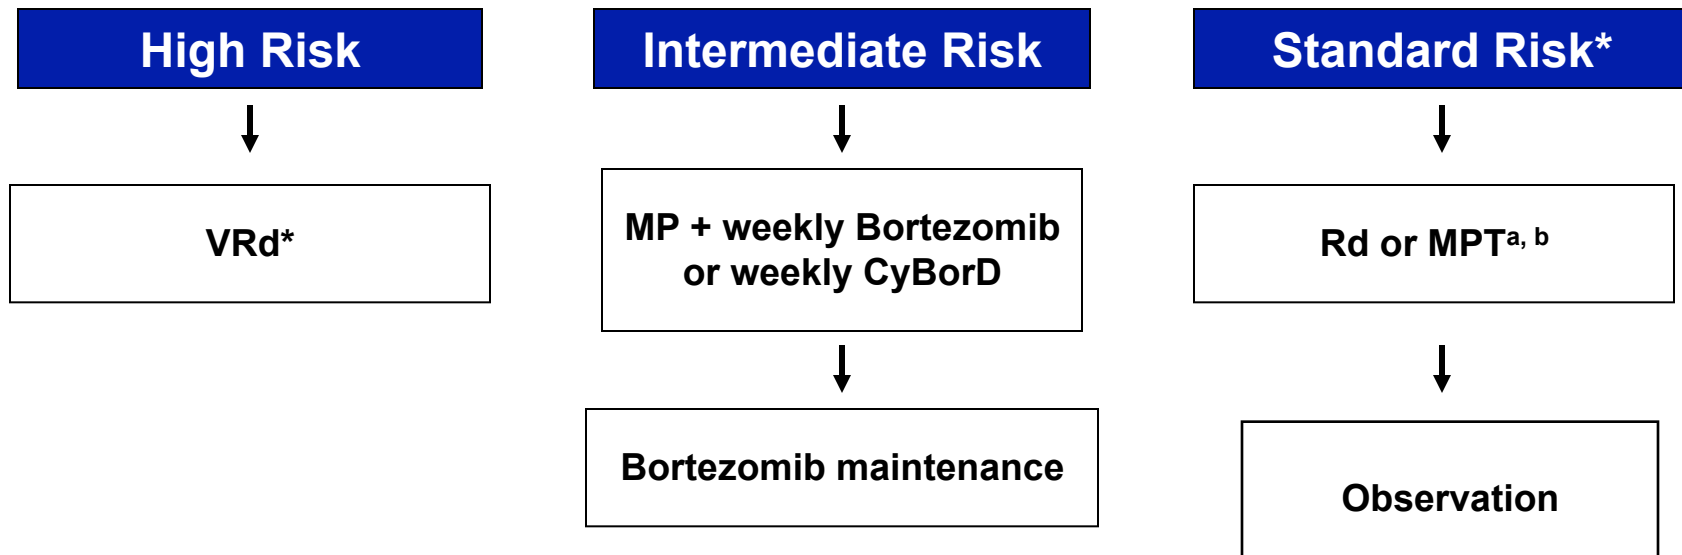 High Risk
Intermediate Risk
Standard Risk*
VRd*
MP + weekly Bortezomib
or weekly CyBorD
Rd or MPTa, b
Bortezomib maintenance
Observation